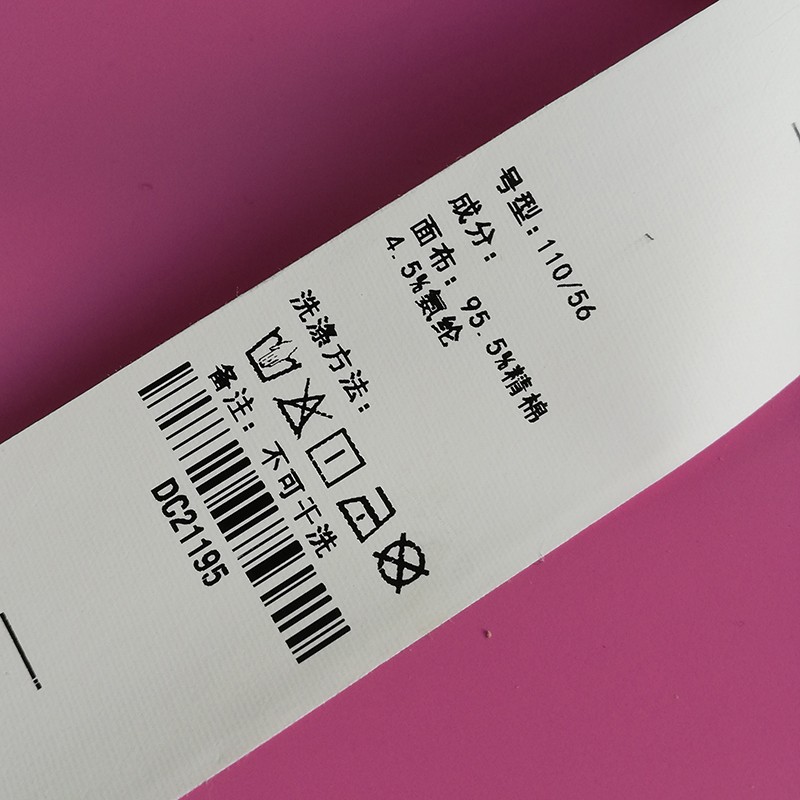 号型:110/56
成分:
面布: 95.5%精棉
4.5%氨纶
洗涤方法:
备注: 不可干洗
DC21195